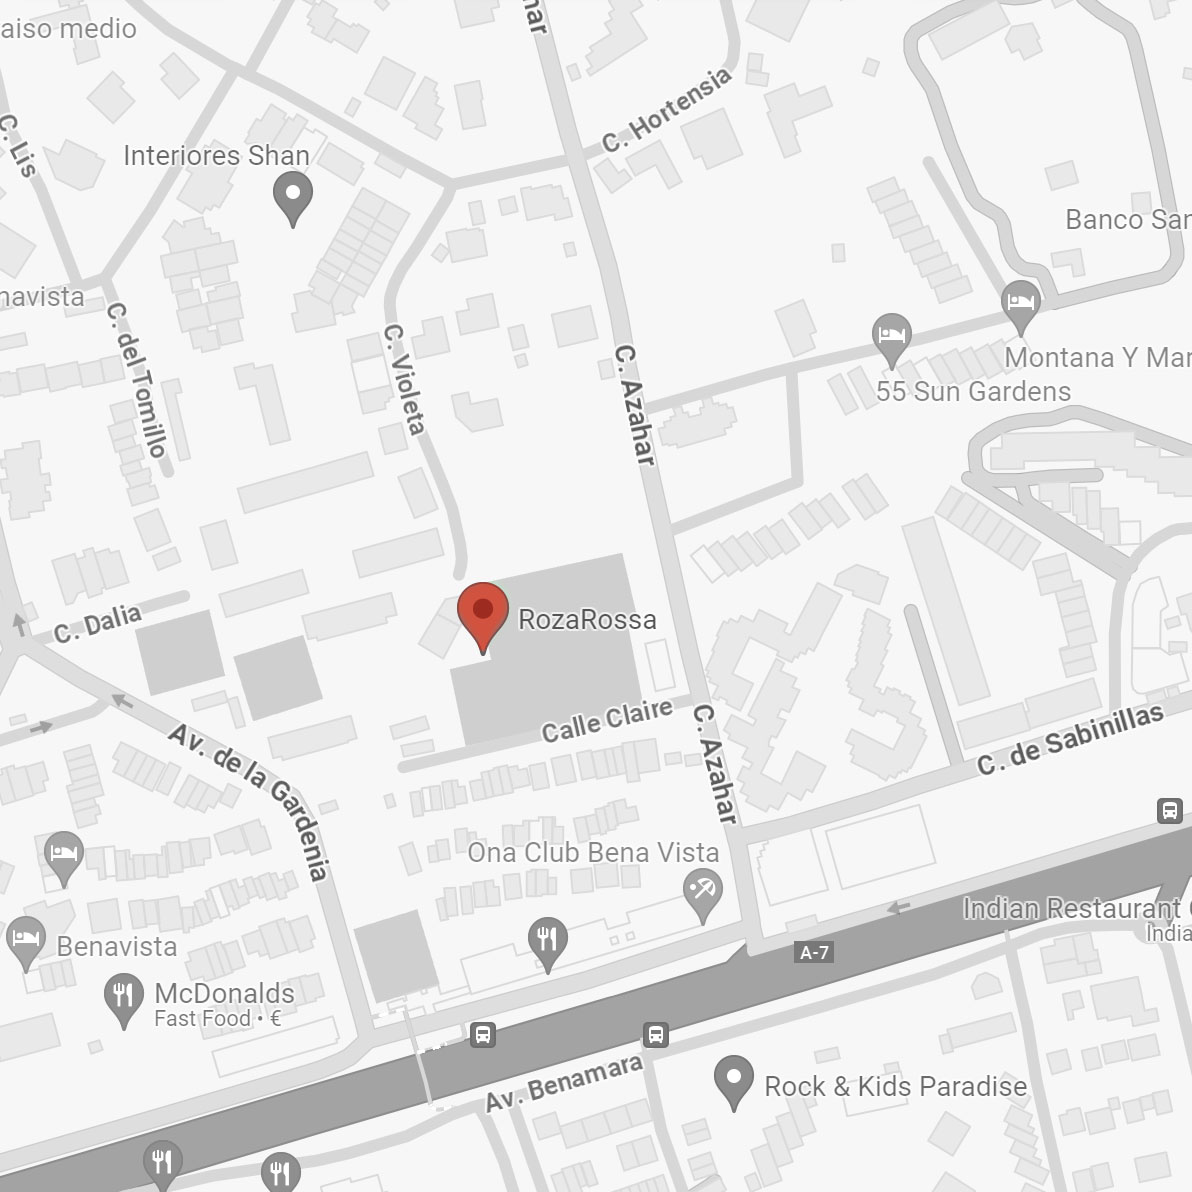 aiso medio
C. Hortensia
C. Lis
Interiores Shan
Banco San
navista
C. del Tomillo
C. Violeta
C. Azahar
Montana Y Mar
55 Sun Gardens
C. Dalia
RozaRossa
Calle Claire
C. Azahar
C. de Sabinillas
Av. de la Gardenia
Ona Club Bena Vista
Indian Restaurant
India
Benavista
A-7
McDonalds
Fast Food • €
Av. Benamara
Rock & Kids Paradise